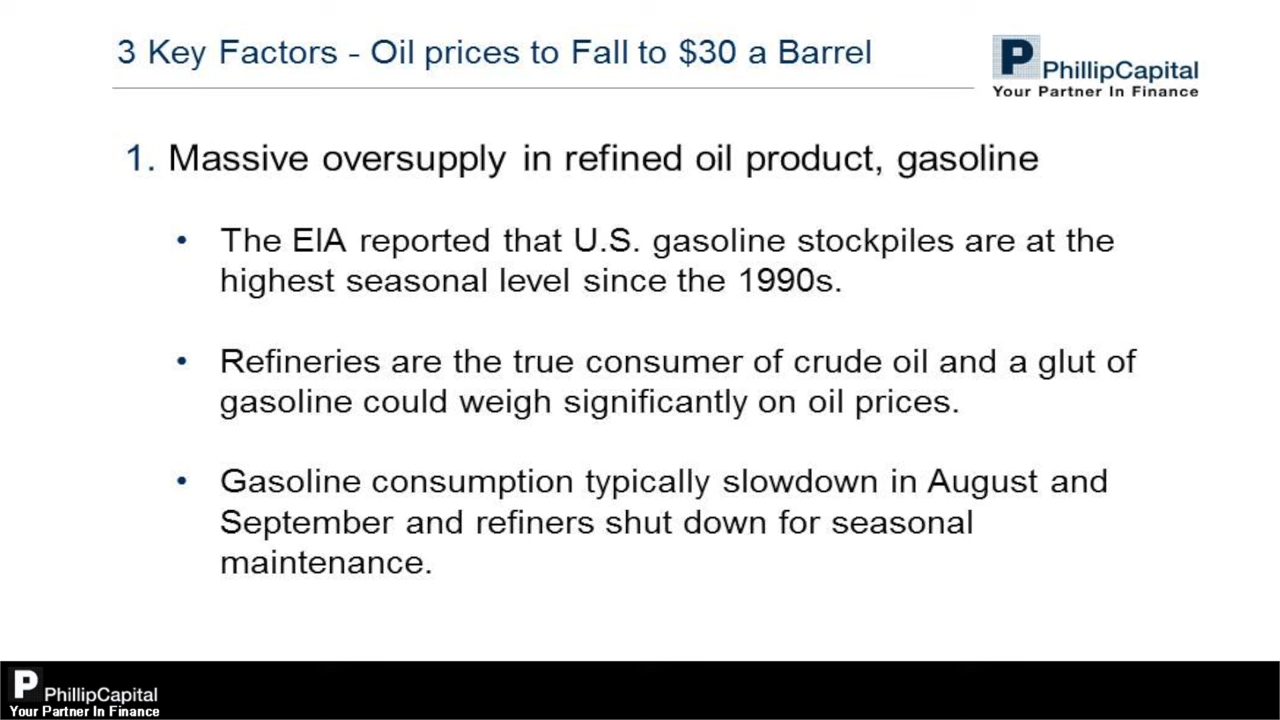 3 Key Factors - Oil prices to Fall to $30 a Barrel
P PhillipCapital
Your Partner In Finance
1. Massive oversupply in refined oil product, gasoline
• The EIA reported that U.S. gasoline stockpiles are at the
highest seasonal level since the 1990s.
• Refineries are the true consumer of crude oil and a glut of
gasoline could weigh significantly on oil prices.
• Gasoline consumption typically slowdown in August and
September and refiners shut down for seasonal
maintenance.
P PhillipCapital
Your Partner In Finance